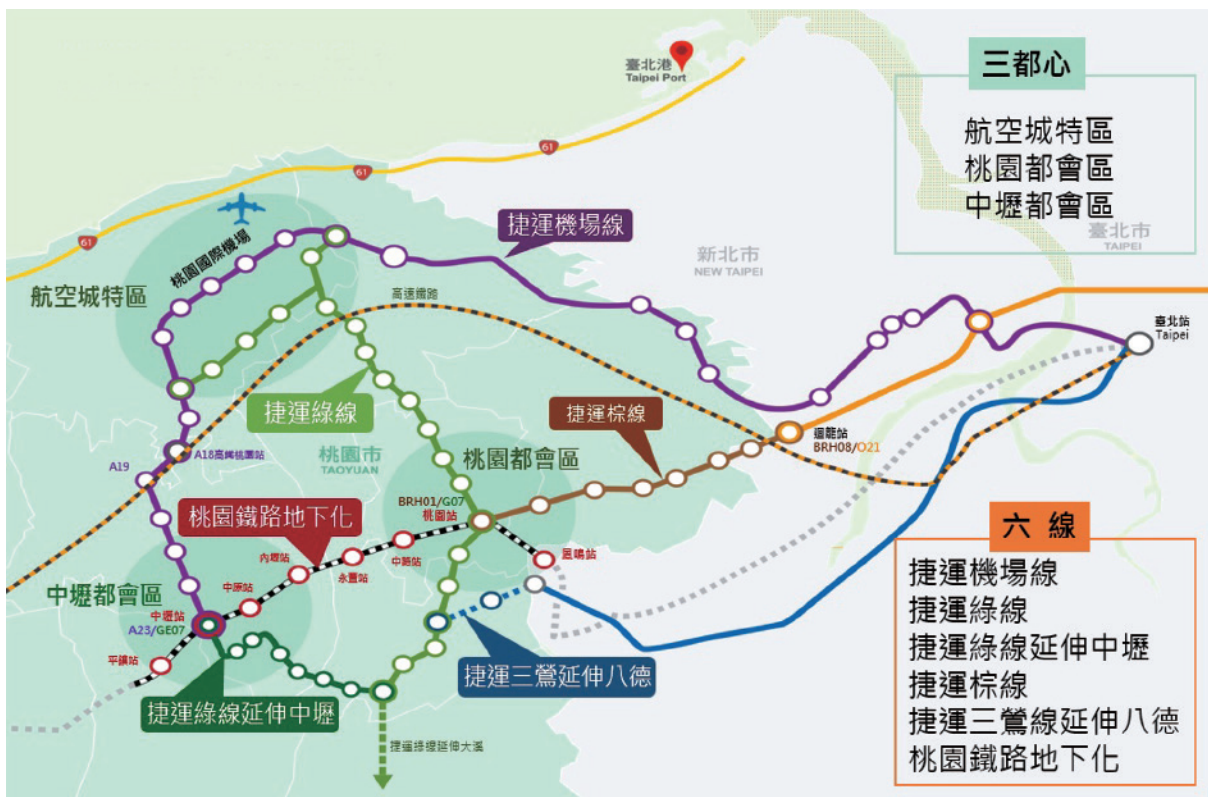 三都心
航空城特區
桃園都會區
中壢都會區
臺北港
Taipei Port
61
61
61
桃園國際機場
捷運機場線
新北市
NEW TAIPEI
臺北市
TAIPEI
航空城特區
高速鐵路
臺北站
Taipei
捷運綠線
捷運棕線
迴龍站
BRH08/O21
A19
A18高鐵桃園站
桃園市
TAOYUAN
桃園都會區
BRH01/G07
桃園站
桃園鐵路地下化
內壢站
永豐站
中路站
鳳鳴站
中原站
中壢都會區
中壢站
A23/GE07
平鎮站
捷運三鶯延伸八德
捷運綠線延伸中壢
捷運綠線延伸大溪
六 線
捷運機場線
捷運綠線
捷運綠線延伸中壢
捷運棕線
捷運三鶯線延伸八德
桃園鐵路地下化